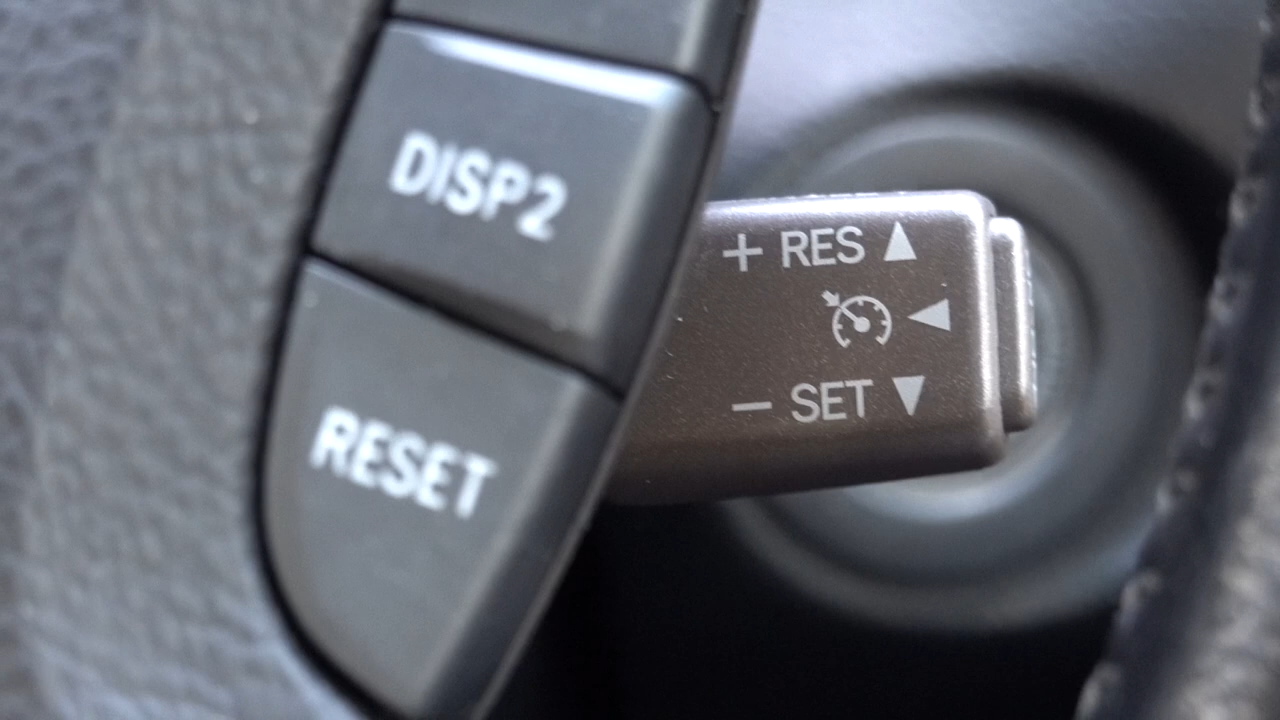 DISP2
RESET
+ RES ▲
◀
− SET ▼